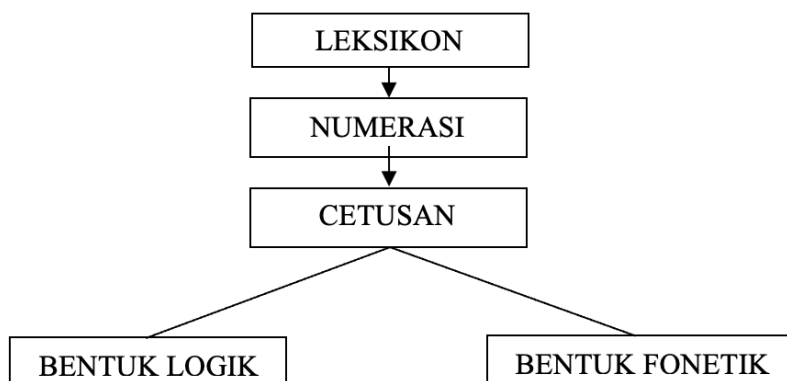 LEKSIKON
NUMERASI
CETUSAN
BENTUK LOGIK
BENTUK FONETIK